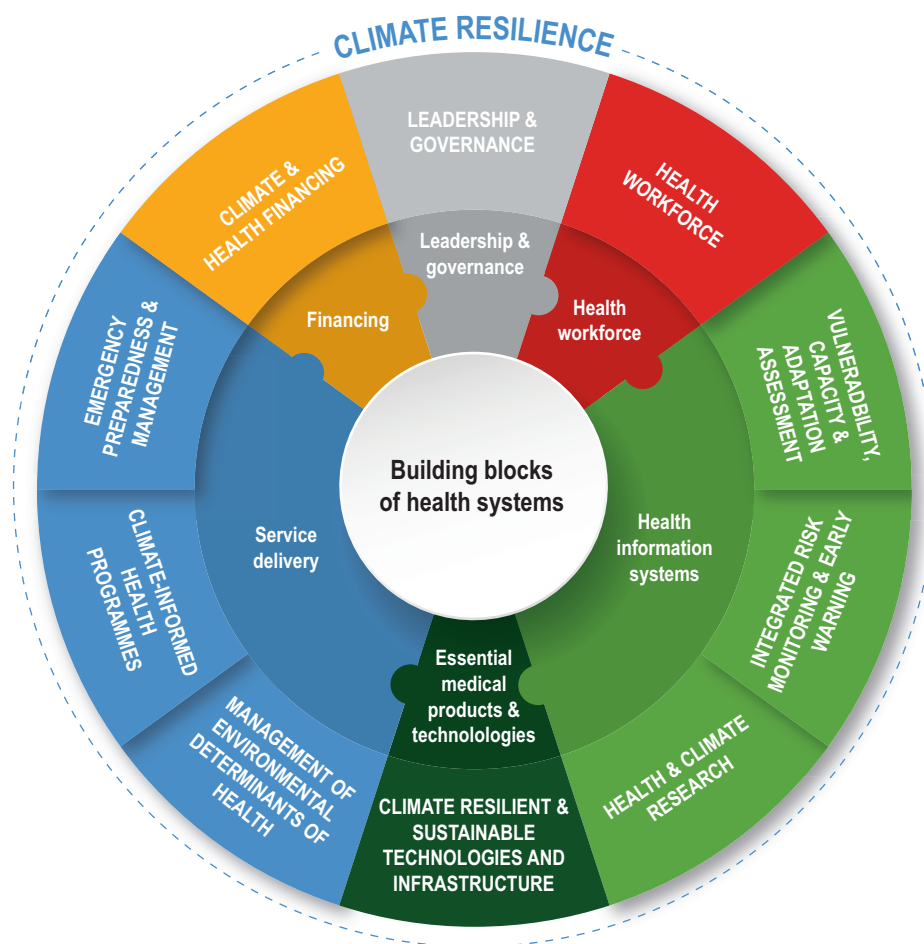 CLIMATE RESILIENCE
LEADERSHIP &
GOVERNANCE
HEALTH
WORKFORCE
VULNERADBILITY,
CAPACITY &
ADAPTATION
ASSESSMENT
INTEGRATED RISK
MONITORING & EARLY
WARNING
HEALTH & CLIMATE
RESEARCH
CLIMATE RESILIENT &
SUSTAINABLE
TECHNOLOGIES AND
INFRASTRUCTURE
MANAGEMENT OF
ENVIRONMENTAL
DETERMINANTS OF
HEALTH
CLIMATE-INFORMED
HEALTH
PROGRAMMES
EMERGENCY
PREPAREDNESS &
MANAGEMENT
CLIMATE &
HEALTH FINANCING
Leadership &
governance
Health
workforce
Health
information
systems
Essential
medical
products &
technolologies
Service
delivery
Financing
Building blocks
of health systems